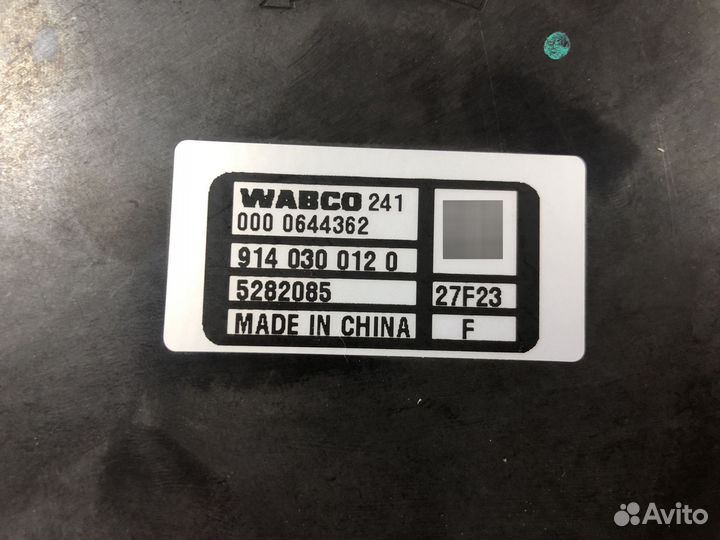 WABCO 241
000 0644362
914 030 012 0
5282085
27F23
MADE IN CHINA
F
Avito